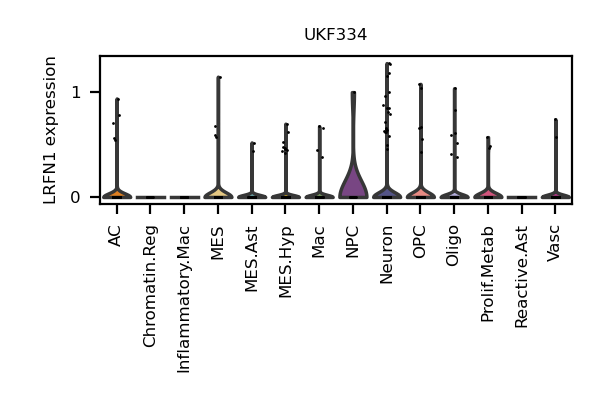 UKF334
LRFN1 expression
1
0
AC
Chromatin.Reg
Inflammatory.Mac
MES
MES.Ast
MES.Hyp
Mac
NPC
Neuron
OPC
Oligo
Prolif.Metab
Reactive.Ast
Vasc